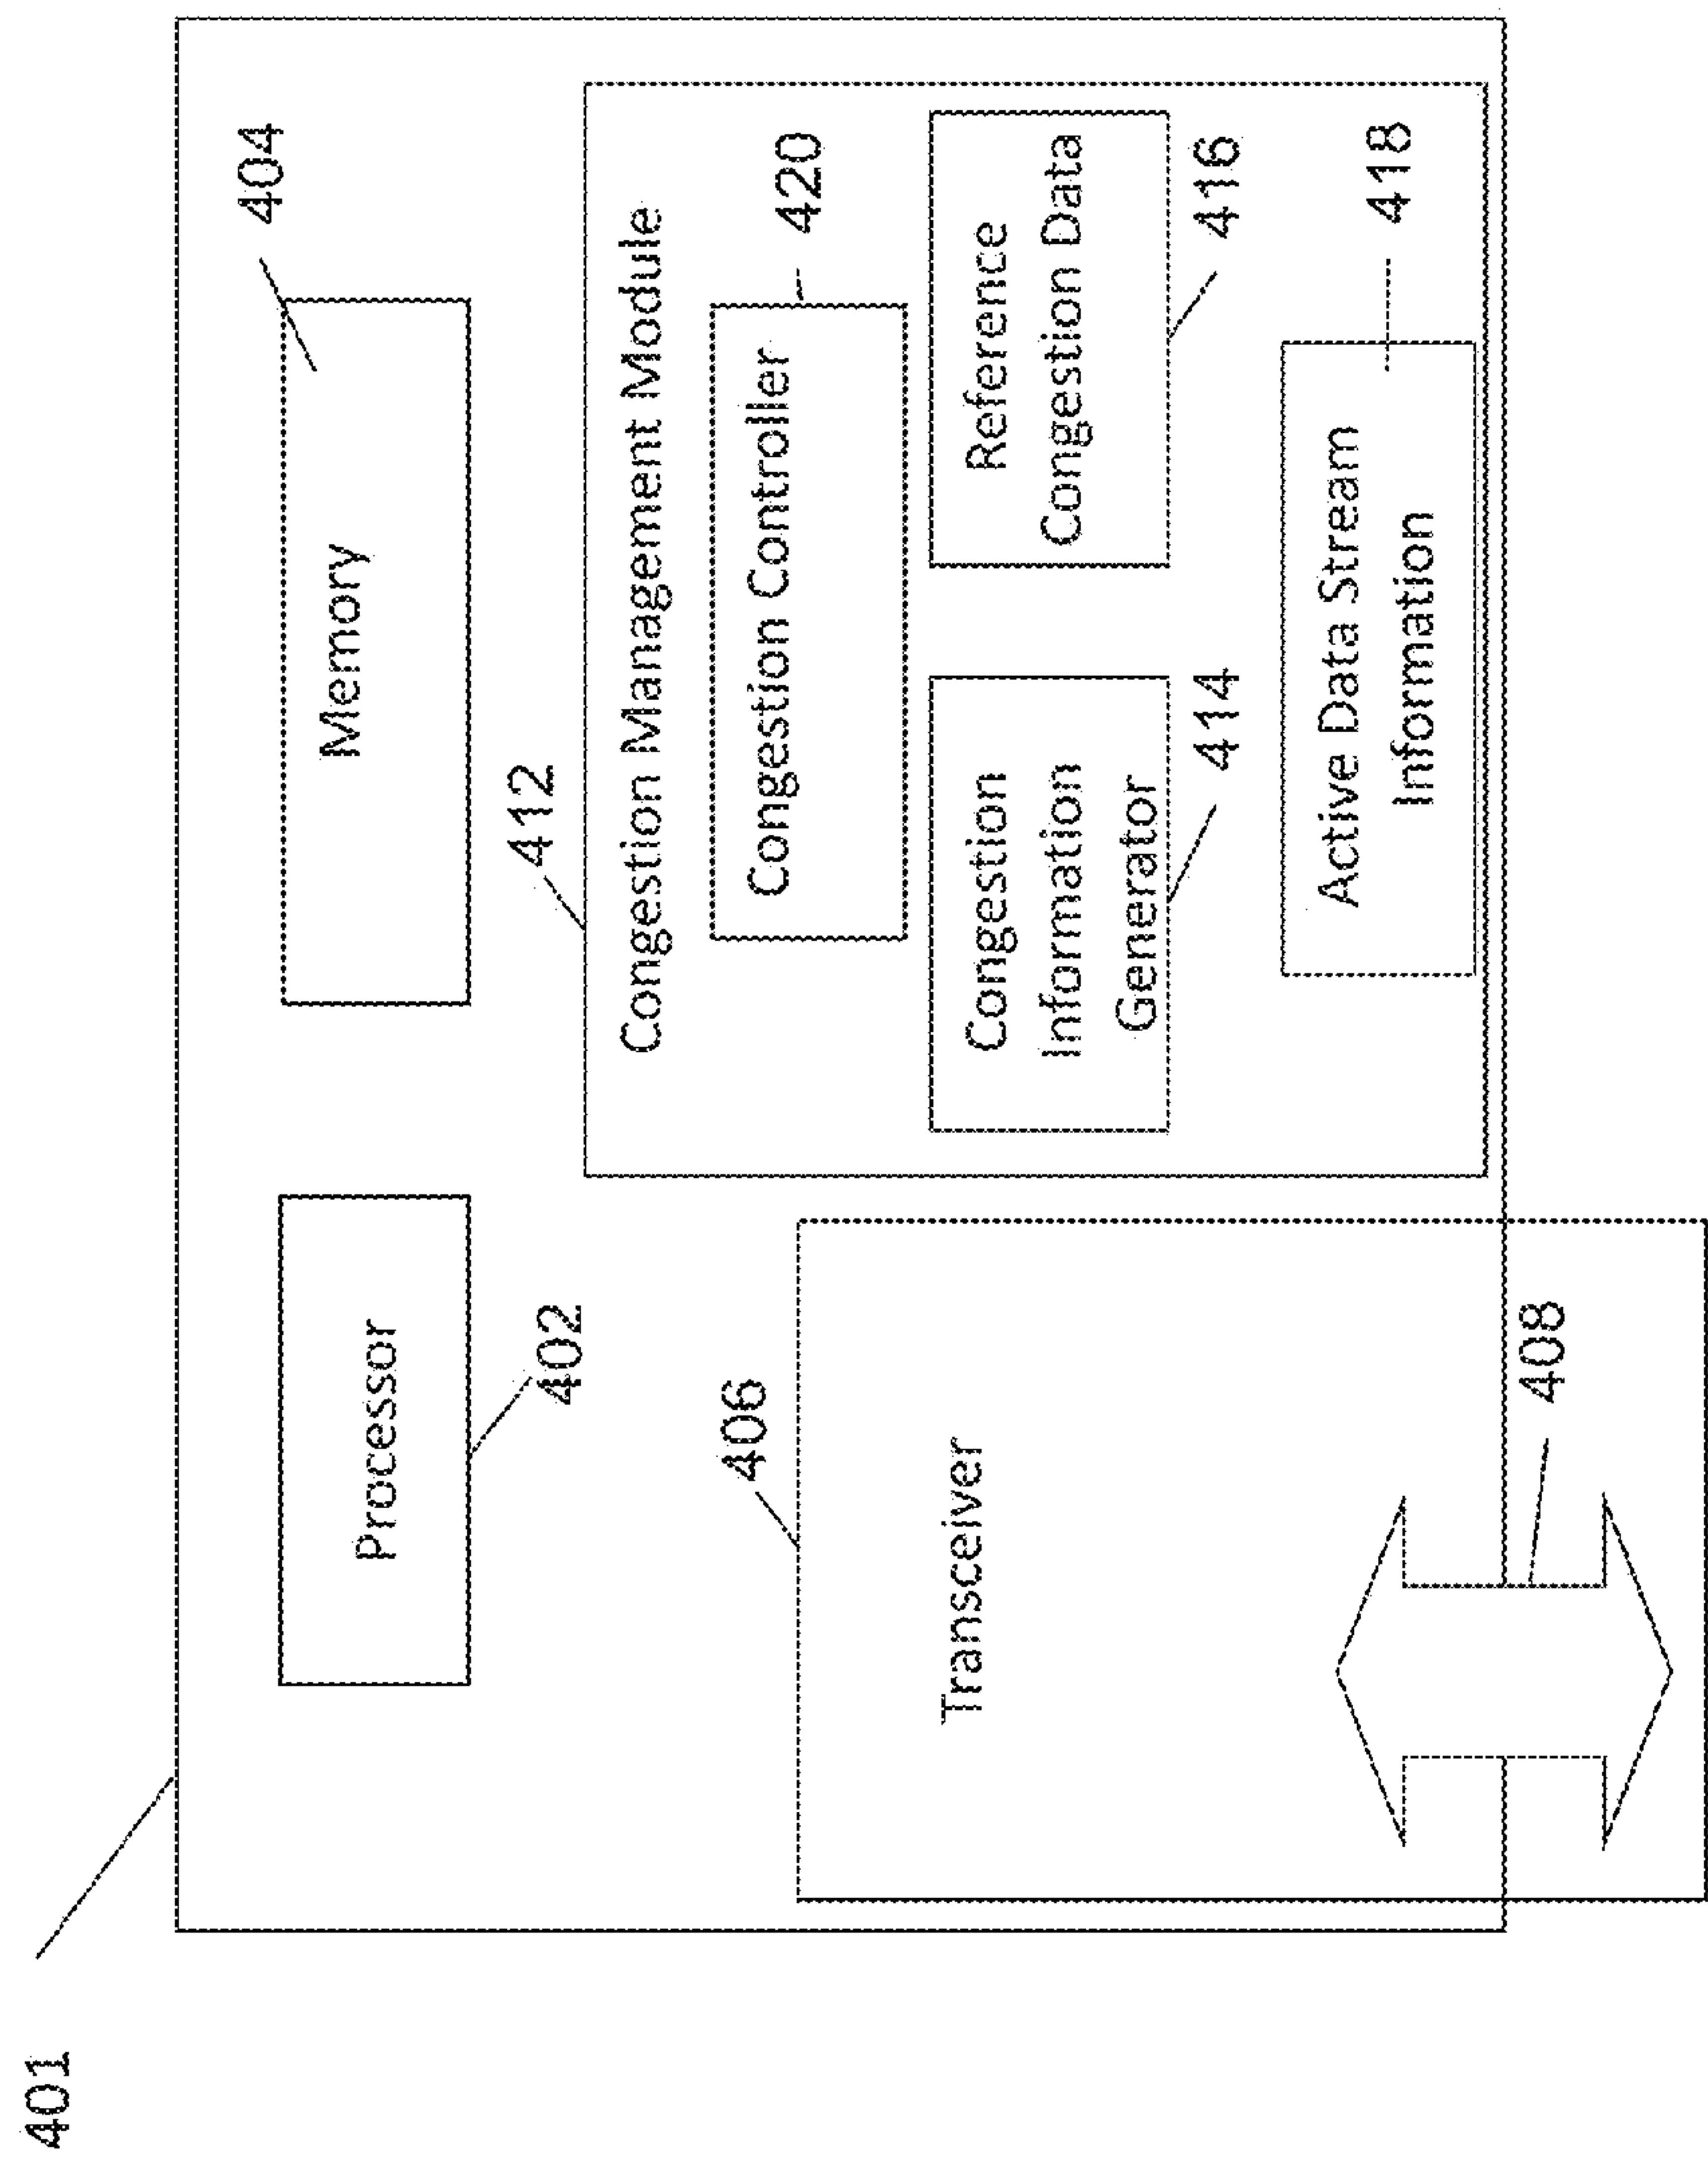 401
Processor
402
Memory
404
406
Transceiver
408
412
Congestion Management Module
Congestion Controller
420
Congestion
Information
Generator
414
Reference
Congestion Data
416
Active Data Stream
Information
418